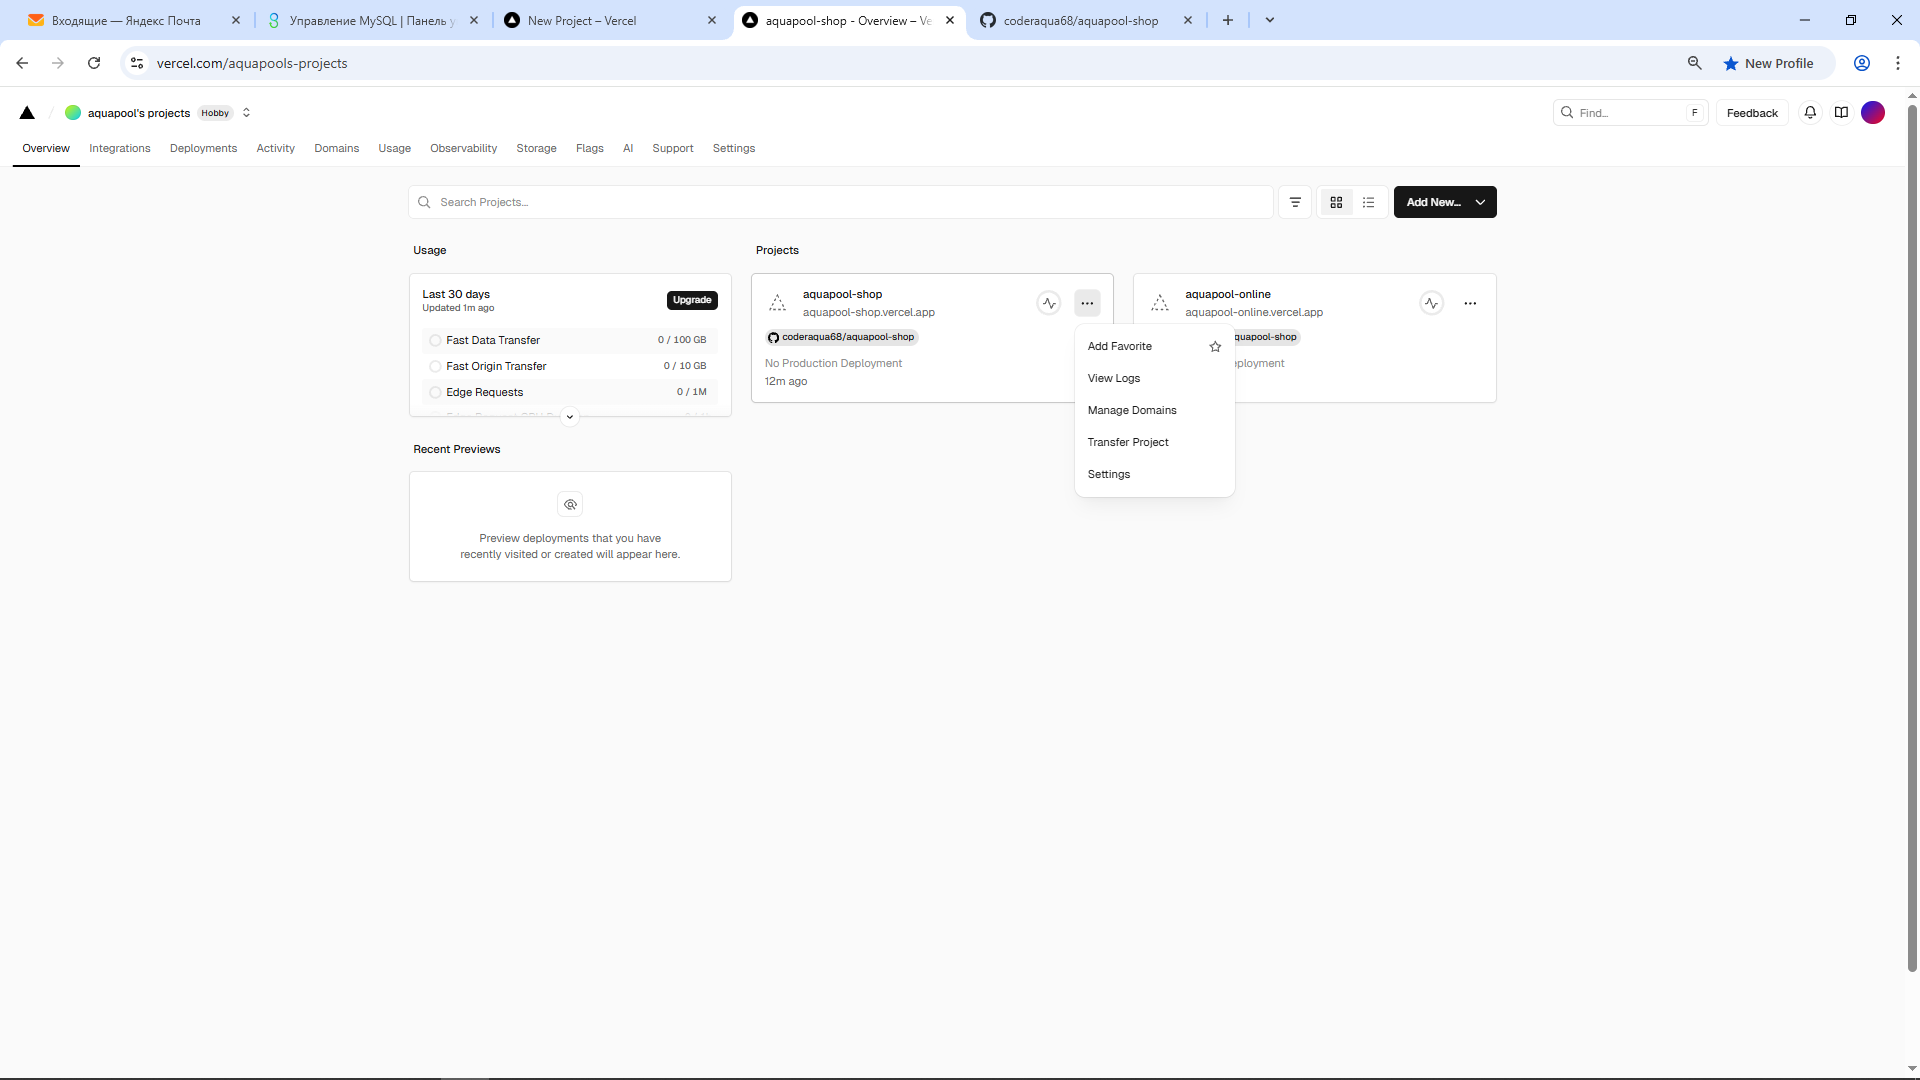 Входящие — Яндекс Почта
Управление MySQL | Панель у
New Project – Vercel
aquapool-shop - Overview – Ve
coderaqua68/aquapool-shop
vercel.com/aquapools-projects
New Profile
aquapool's projects
Hobby
Find...
F
Feedback
Overview
Integrations
Deployments
Activity
Domains
Usage
Observability
Storage
Flags
AI
Support
Settings
Search Projects...
Add New...
Usage
Last 30 days
Updated 1m ago
Upgrade
Fast Data Transfer
0 / 100 GB
Fast Origin Transfer
0 / 10 GB
Edge Requests
0 / 1M
Recent Previews
Preview deployments that you have
recently visited or created will appear here.
Projects
aquapool-shop
aquapool-shop.vercel.app
coderaqua68/aquapool-shop
No Production Deployment
12m ago
Add Favorite
View Logs
Manage Domains
Transfer Project
Settings
aquapool-online
aquapool-online.vercel.app
quapool-shop
ployment